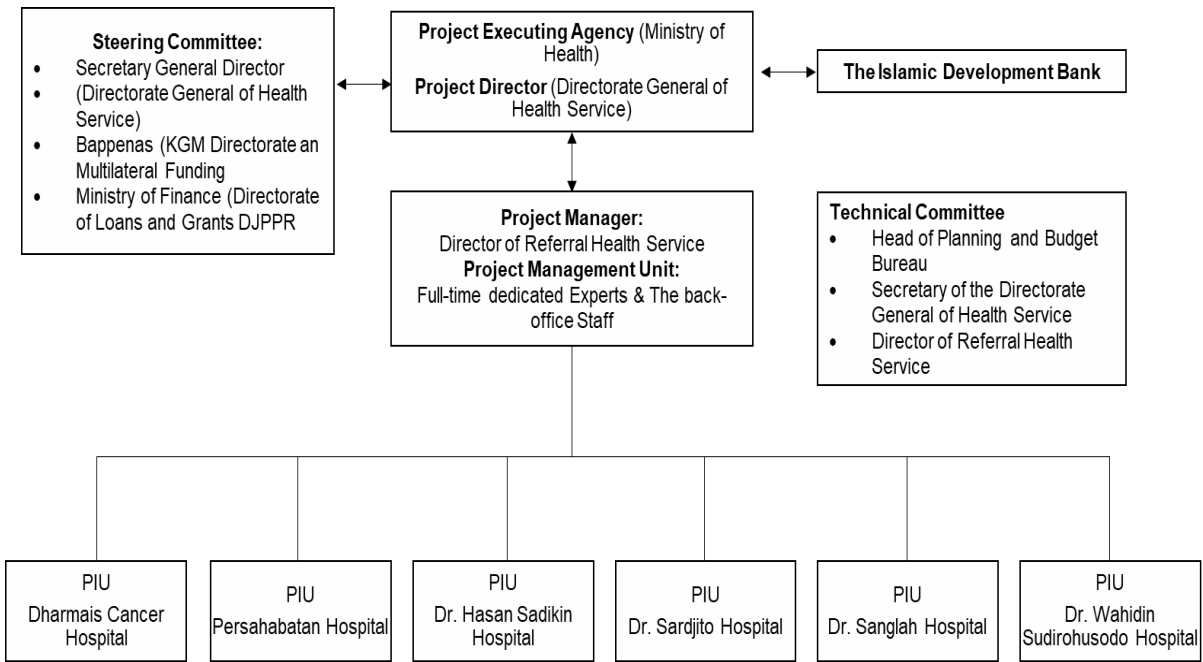 Steering Committee:
• Secretary General Director
• (Directorate General of Health
Service)
• Bappenas (KGM Directorate an
Multilateral Funding
• Ministry of Finance (Directorate
of Loans and Grants DJPPR
Project Executing Agency (Ministry of
Health)
Project Director (Directorate General of
Health Service)
The Islamic Development Bank
Project Manager:
Director of Referral Health Service
Project Management Unit:
Full-time dedicated Experts & The back-
office Staff
Technical Committee
• Head of Planning and Budget
Bureau
• Secretary of the Directorate
General of Health Service
• Director of Referral Health
Service
PIU
Dharmais Cancer
Hospital
PIU
Persahabatan Hospital
PIU
Dr. Hasan Sadikin
Hospital
PIU
Dr. Sardjito Hospital
PIU
Dr. Sanglah Hospital
PIU
Dr. Wahidin
Sudirohusodo Hospital